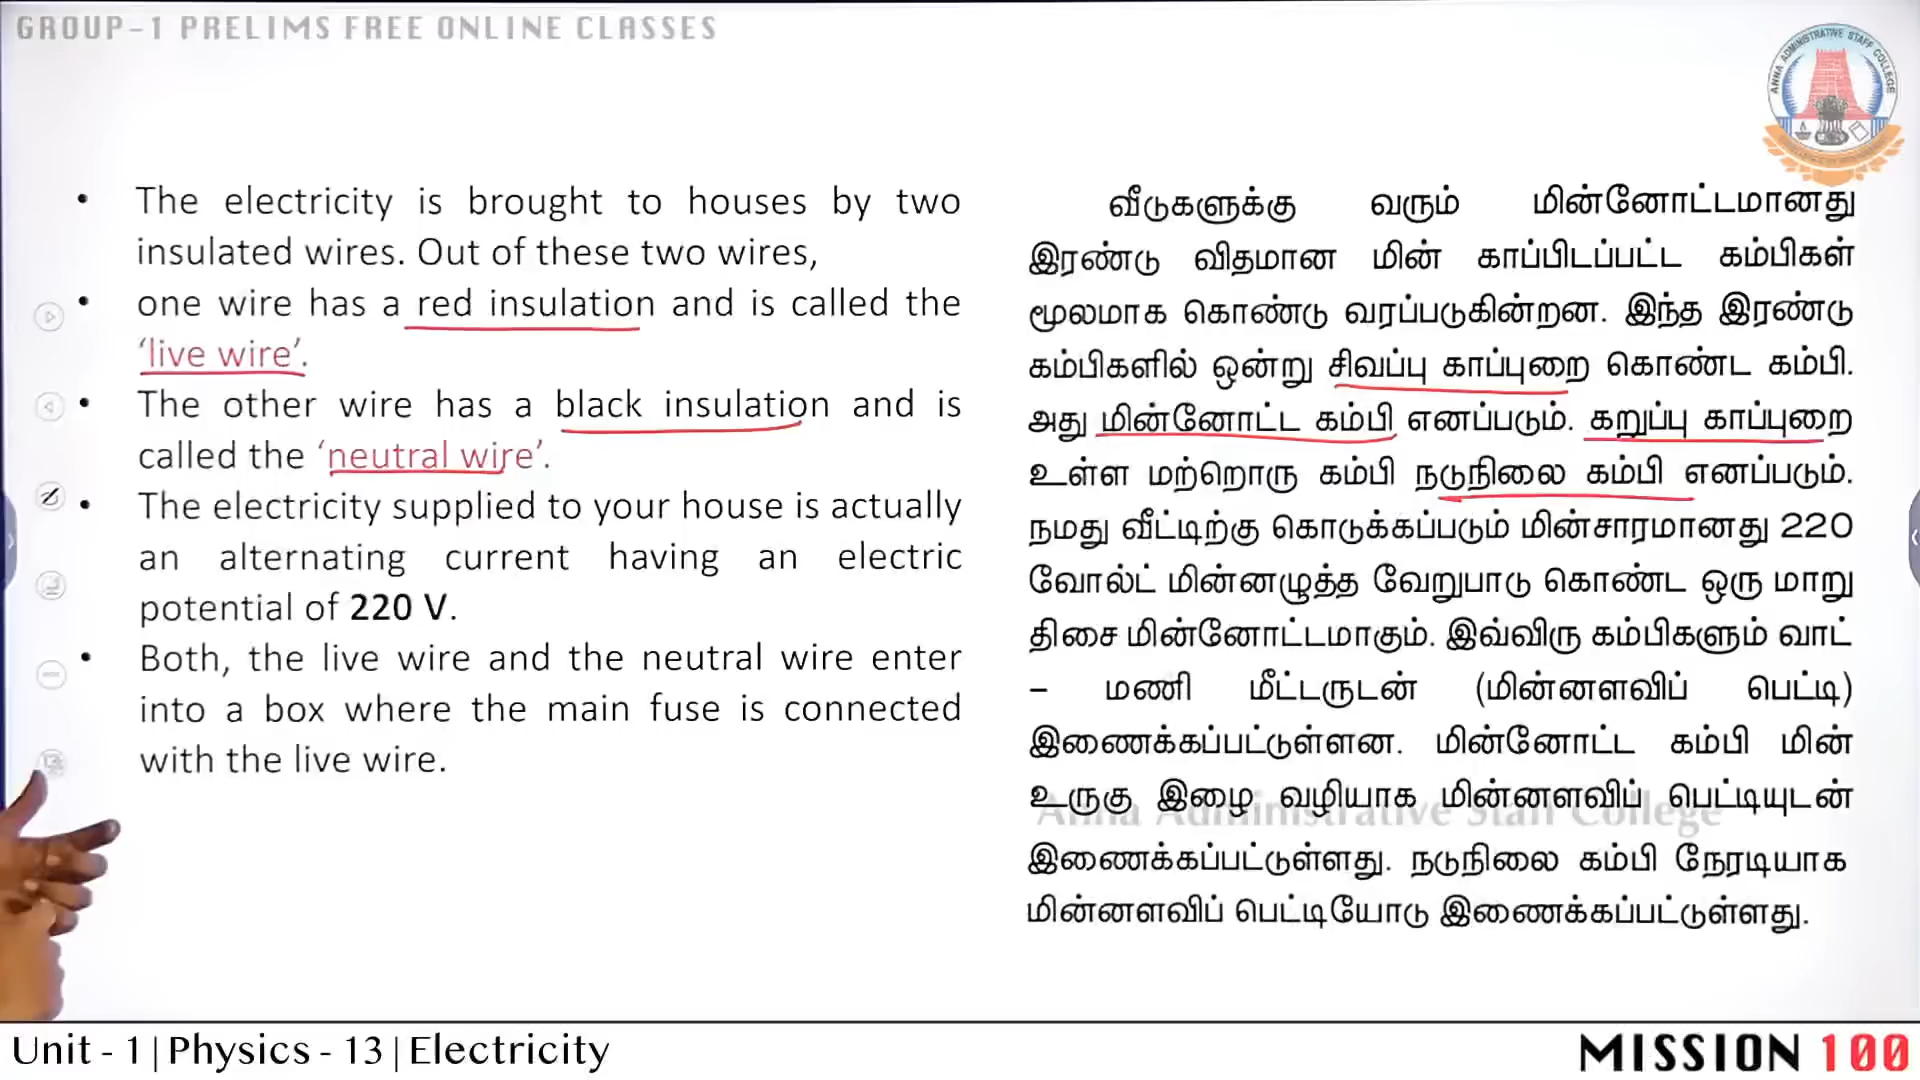 GROUP-1 PRELIMS FREE ONLINE CLASSES
ANNA ADMINISTRATIVE STAFF COLLEGE
• The electricity is brought to houses by two
insulated wires. Out of these two wires,
• one wire has a red insulation and is called the
‘live wire’.
• The other wire has a black insulation and is
called the ‘neutral wire’.
• The electricity supplied to your house is actually
an alternating current having an electric
potential of 220 V.
• Both, the live wire and the neutral wire enter
into a box where the main fuse is connected
with the live wire.
வீடுகளுக்கு வரும் மின்னோட்டமானது
இரண்டு விதமான மின் காப்பிடப்பட்ட கம்பிகள்
மூலமாக கொண்டு வரப்படுகின்றன. இந்த இரண்டு
கம்பிகளில் ஒன்று சிவப்பு காப்புறை கொண்ட கம்பி.
அது மின்னோட்ட கம்பி எனப்படும். கறுப்பு காப்புறை
உள்ள மற்றொரு கம்பி நடுநிலை கம்பி எனப்படும்.
நமது வீட்டிற்கு கொடுக்கப்படும் மின்சாரமானது 220
வோல்ட் மின்னழுத்த வேறுபாடு கொண்ட ஒரு மாறு
திசை மின்னோட்டமாகும். இவ்விரு கம்பிகளும் வாட்
– மணி மீட்டருடன் (மின்னளவிப் பெட்டி)
இணைக்கப்பட்டுள்ளன. மின்னோட்ட கம்பி மின்
உருகு இழை வழியாக மின்னளவிப் பெட்டியுடன்
Anna Administrative Staff College
இணைக்கப்பட்டுள்ளது. நடுநிலை கம்பி நேரடியாக
மின்னளவிப் பெட்டியோடு இணைக்கப்பட்டுள்ளது.
Unit - 1 | Physics - 13 | Electricity
MISSION 100